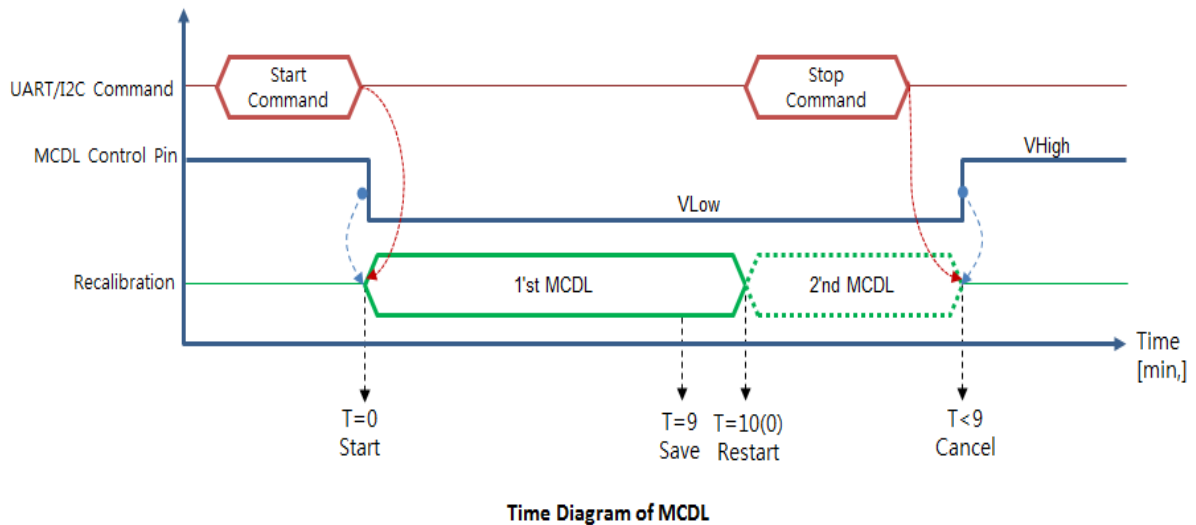 Start
Command
Stop
Command
UART/I2C Command
MCDL Control Pin
VHigh
VLow
Recalibration
1'st MCDL
2'nd MCDL
Time
[min,]
T=0
Start
T=9
Save
T=10(0)
Restart
T<9
Cancel
Time Diagram of MCDL